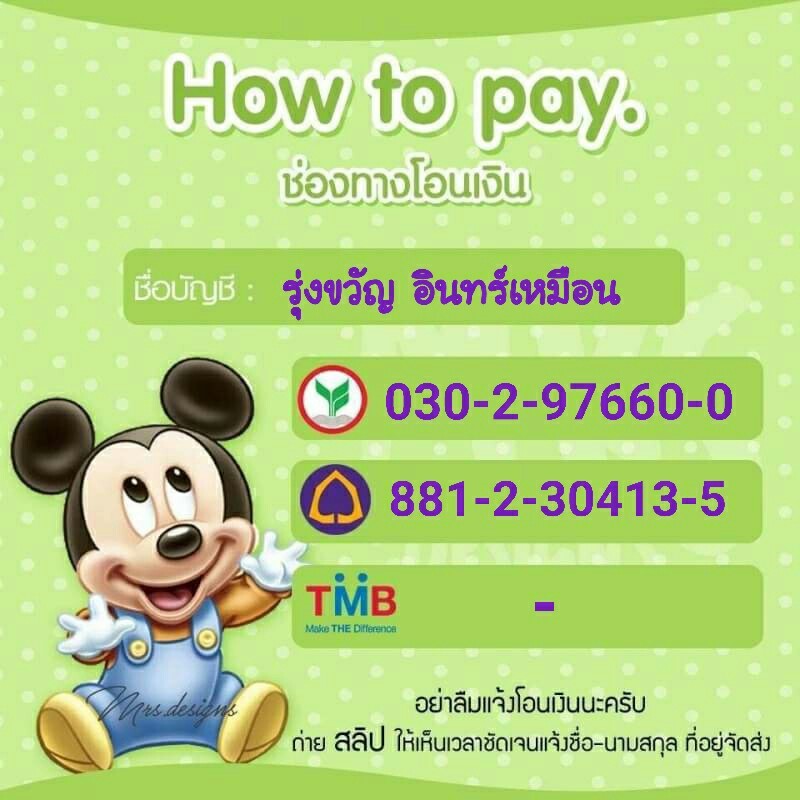 How to pay.
ช่องทางโอนเงิน
ชื่อบัญชี : รุ่งขวัญ อินทร์เหมือน
030-2-97660-0
881-2-30413-5
TMB -
Make THE Difference
อย่าลืมแจ้งโอนเงินนะครับ
Mrs.designs
ถ่าย สลิป ให้เห็นเวลาชัดเจนแจ้งชื่อ-นามสกุล ที่อยู่จัดส่ง